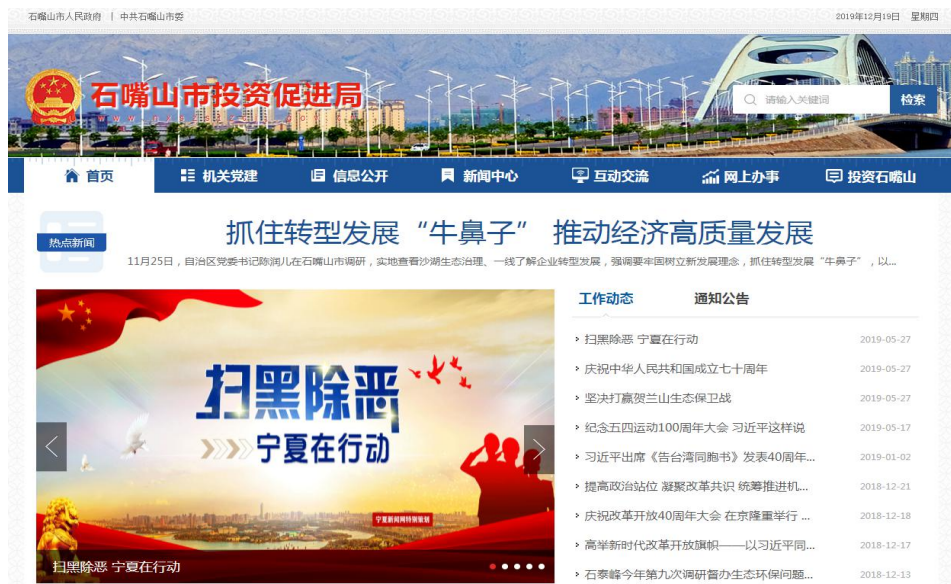 石嘴山市人民政府 | 中共石嘴山市委
2019年12月19日 星期四
石嘴山市投资促进局
请输入关键词
检索
首页
机关党建
信息公开
新闻中心
互动交流
网上办事
投资石嘴山
热点新闻
抓住转型发展“牛鼻子” 推动经济高质量发展
11月25日，自治区党委书记陈润儿在石嘴山市调研，实地查看沙湖生态治理、一线了解企业转型发展，强调要牢固树立新发展理念，抓住转型发展“牛鼻子”，以...
扫黑除恶
宁夏在行动
宁夏新闻网特别策划
扫黑除恶 宁夏在行动
工作动态
通知公告
扫黑除恶 宁夏在行动 2019-05-27
庆祝中华人民共和国成立七十周年 2019-05-27
坚决打赢贺兰山生态保卫战 2019-05-27
纪念五四运动100周年大会 习近平这样说 2019-05-17
习近平出席《告台湾同胞书》发表40周年... 2019-01-02
提高政治站位 凝聚改革共识 统筹推进机... 2018-12-21
庆祝改革开放40周年大会 在京隆重举行 ... 2018-12-18
高举新时代改革开放旗帜——以习近平同... 2018-12-17
石泰峰今年第九次调研督办生态环保问题... 2018-12-13